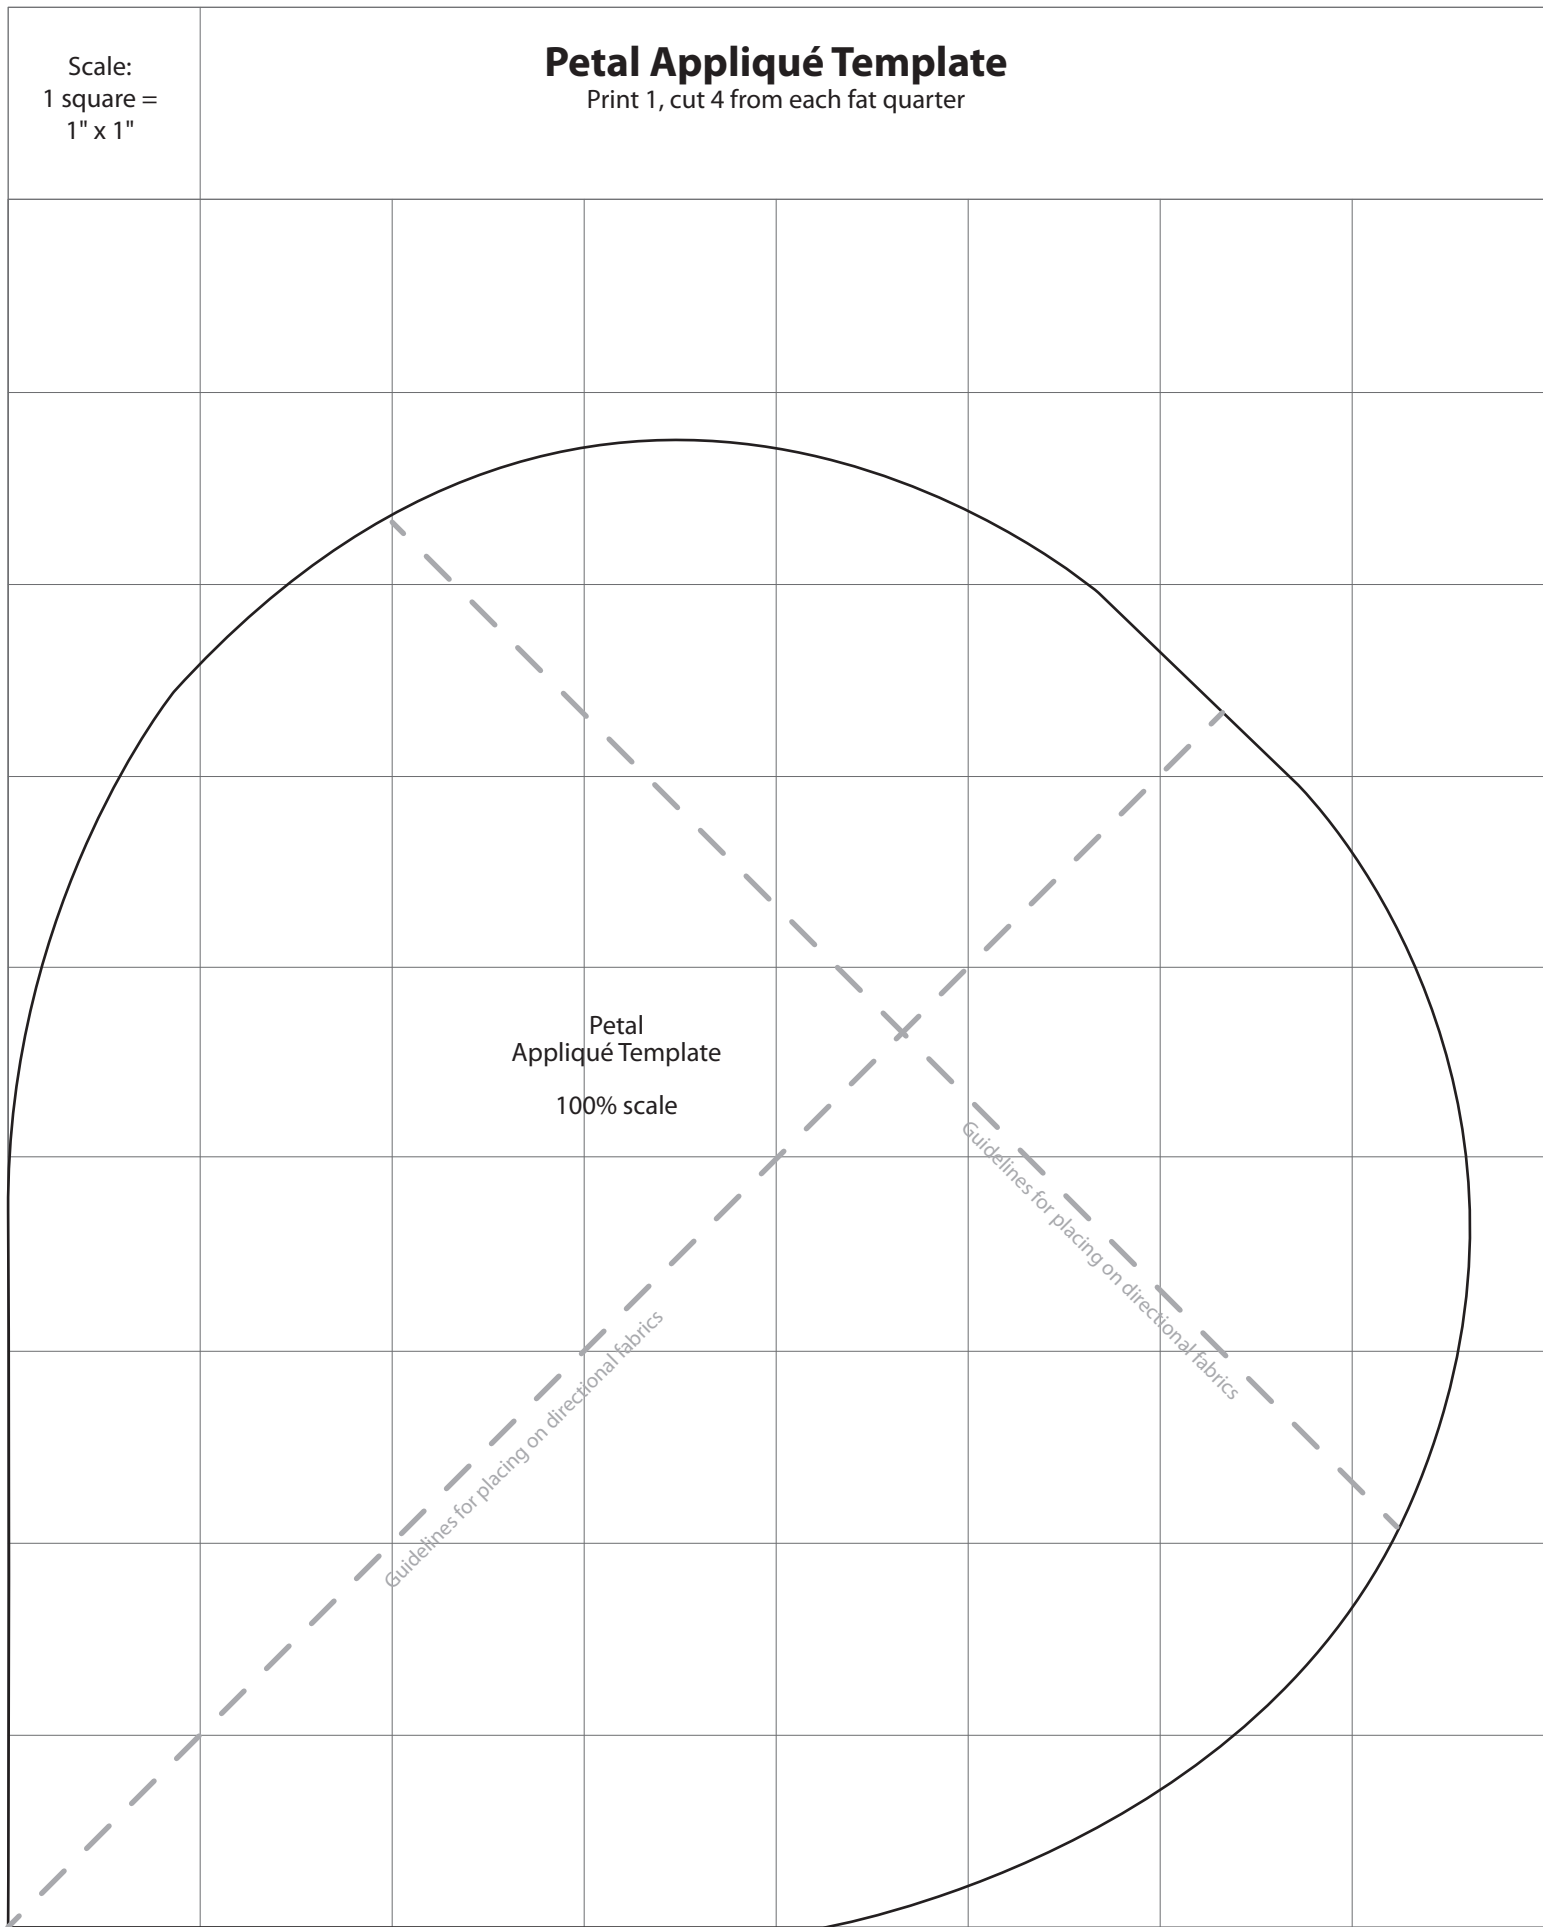 Scale:
1 square =
1" x 1"
Petal Appliqué Template
Print 1, cut 4 from each fat quarter
Petal
Appliqué Template
100% scale
Guidelines for placing on directional fabrics
Guidelines for placing on directional fabrics